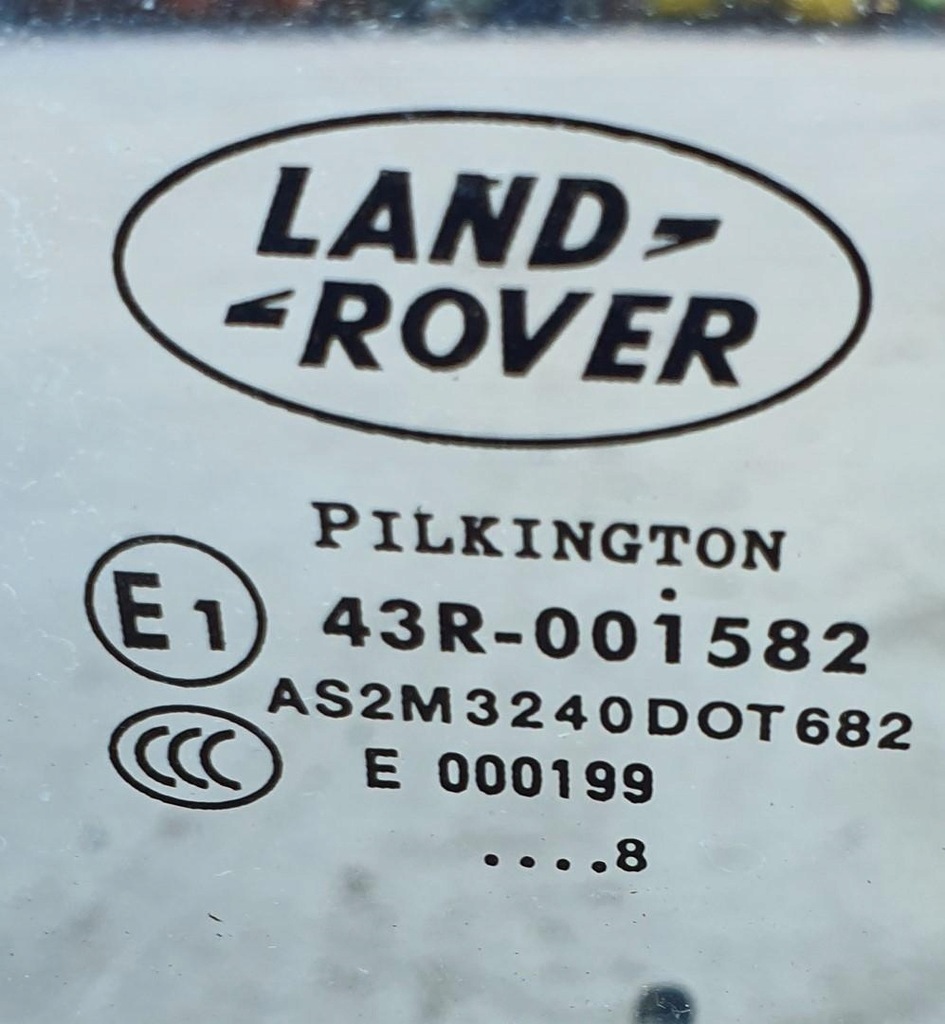 LAND
ROVER
PILKINGTON
E1
43R-001582
AS2M3240DOT682
CCC
E 000199
....8